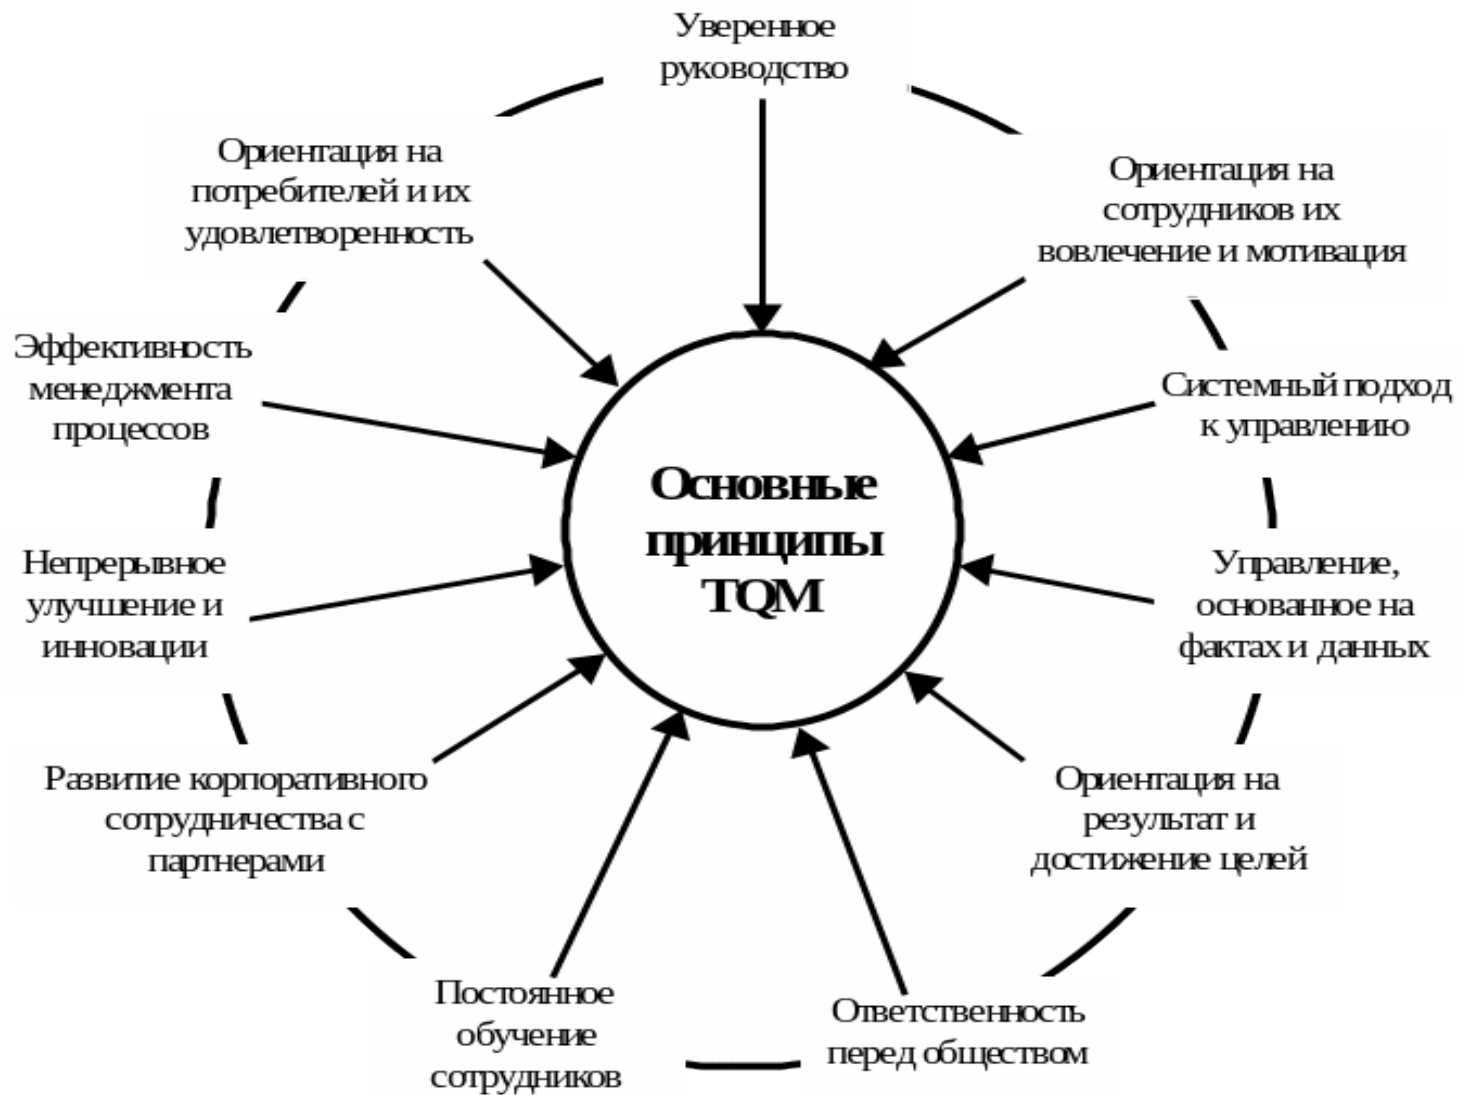 Уверенное
руководство
Ориентация на
потребителей и их
удовлетворенность
Ориентация на
сотрудников их
вовлечение и мотивация
Эффективность
менеджмента
процессов
Системный подход
к управлению
Основные
принципы
TQM
Непрерывное
улучшение и
инновации
Управление,
основанное на
фактах и данных
Развитие корпоративного
сотрудничества с
партнерами
Ориентация на
результат и
достижение целей
Постоянное
обучение
сотрудников
Ответственность
перед обществом